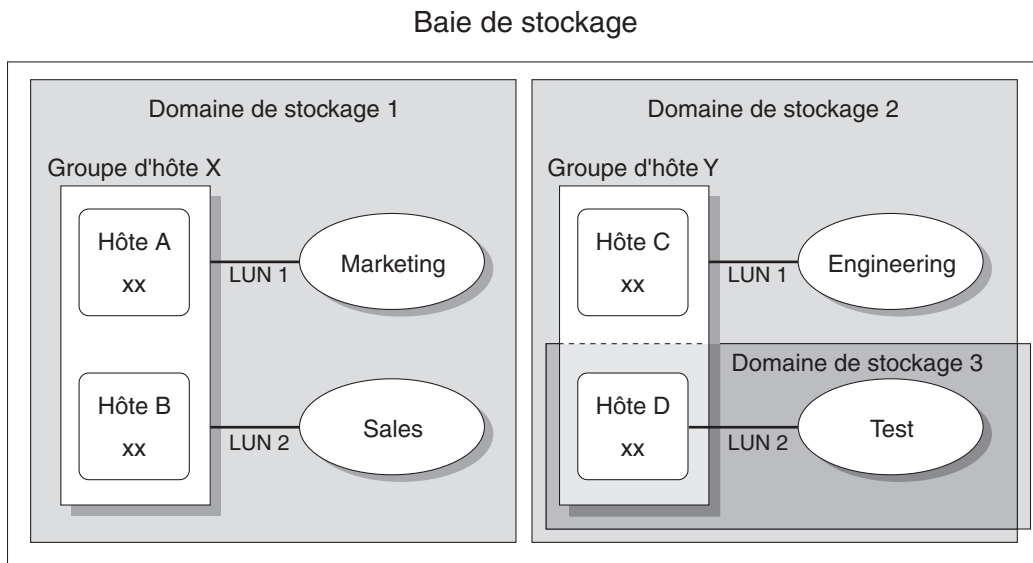 Baie de stockage
Domaine de stockage 1
Groupe d'hôte X
Hôte A
xx
LUN 1
Marketing
Hôte B
xx
LUN 2
Sales
Domaine de stockage 2
Groupe d'hôte Y
Hôte C
xx
LUN 1
Engineering
Domaine de stockage 3
Hôte D
xx
LUN 2
Test